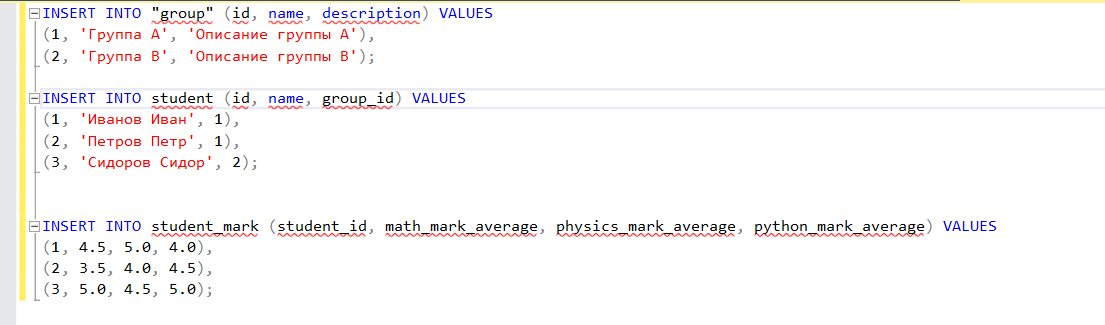 INSERT INTO "group" (id, name, description) VALUES
(1, 'Группа A', 'Описание группы A'),
(2, 'Группа B', 'Описание группы B');
INSERT INTO student (id, name, group_id) VALUES
(1, 'Иванов Иван', 1),
(2, 'Петров Петр', 1),
(3, 'Сидоров Сидор', 2);
INSERT INTO student_mark (student_id, math_mark_average, physics_mark_average, python_mark_average) VALUES
(1, 4.5, 5.0, 4.0),
(2, 3.5, 4.0, 4.5),
(3, 5.0, 4.5, 5.0);